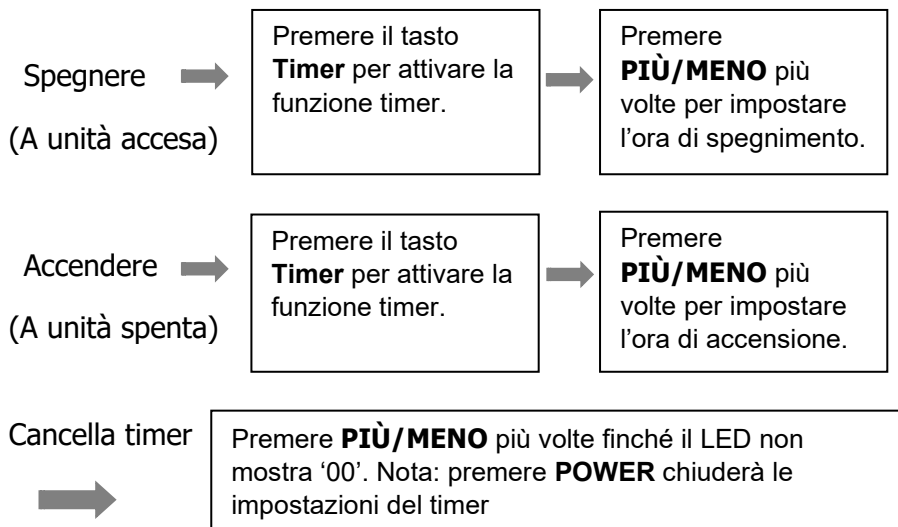 Spegnere
(A unità accesa)
Premere il tasto
Timer per attivare la
funzione timer.
Premere
PIÙ/MENO più
volte per impostare
l’ora di spegnimento.
Accendere
(A unità spenta)
Premere il tasto
Timer per attivare la
funzione timer.
Premere
PIÙ/MENO più
volte per impostare
l’ora di accensione.
Cancella timer
Premere PIÙ/MENO più volte finché il LED non
mostra ‘00’. Nota: premere POWER chiuderà le
impostazioni del timer